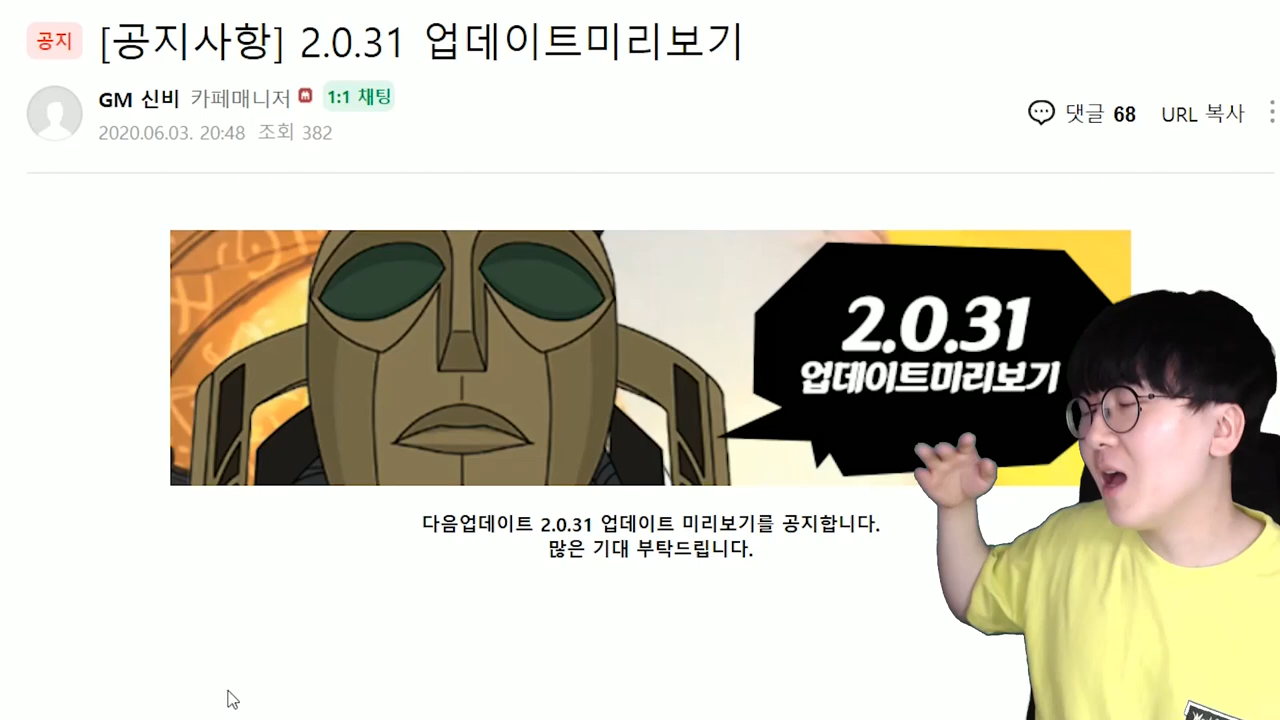 공지 [공지사항] 2.0.31 업데이트미리보기
GM 신비 카페매니저 1:1 채팅
2020.06.03. 20:48 조회 382
댓글 68 URL 복사
2.0.31
업데이트미리보기
다음업데이트 2.0.31 업데이트 미리보기를 공지합니다.
많은 기대 부탁드립니다.